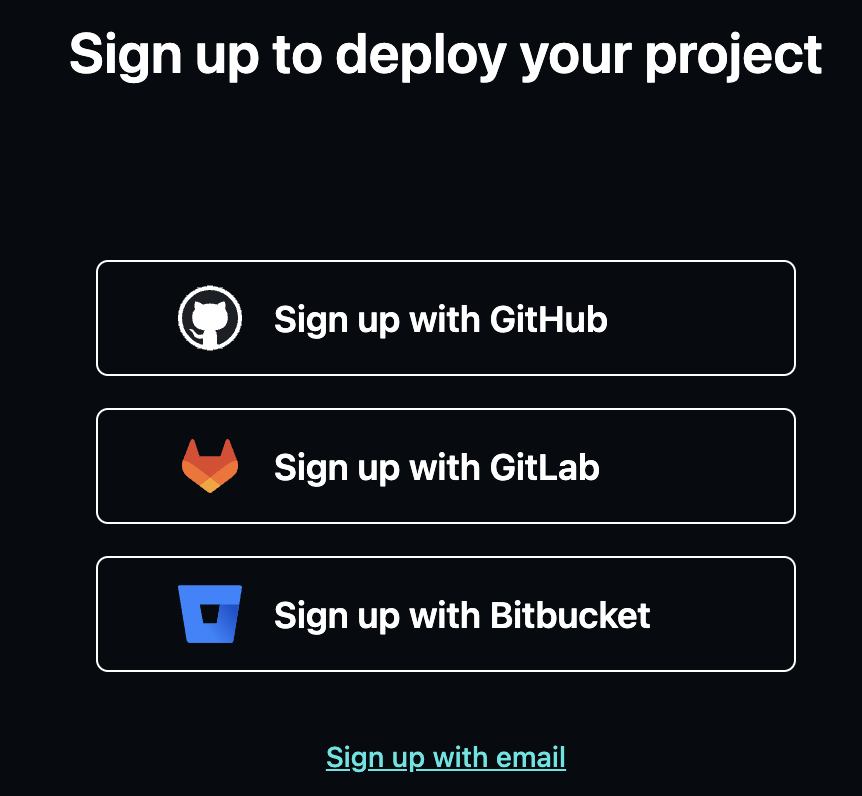 Sign up to deploy your project
Sign up with GitHub
Sign up with GitLab
Sign up with Bitbucket
Sign up with email